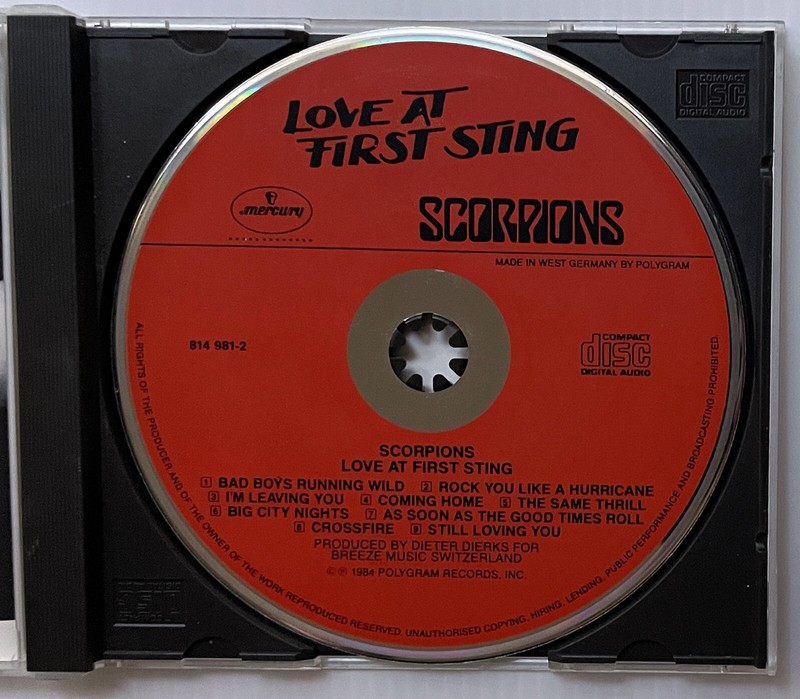 COMPACT
disc
DIGITAL AUDIO
LOVE AT
FIRST STING
mercury
SCORPIONS
MADE IN WEST GERMANY BY POLYGRAM
814 981-2
COMPACT
disc
DIGITAL AUDIO
SCORPIONS
LOVE AT FIRST STING
1 BAD BOYS RUNNING WILD 2 ROCK YOU LIKE A HURRICANE
3 I'M LEAVING YOU 4 COMING HOME 5 THE SAME THRILL
6 BIG CITY NIGHTS 7 AS SOON AS THE GOOD TIMES ROLL
8 CROSSFIRE 9 STILL LOVING YOU
PRODUCED BY DIETER DIERKS FOR
BREEZE MUSIC SWITZERLAND
©℗ 1984 POLYGRAM RECORDS, INC.
ALL RIGHTS OF THE PRODUCER AND OF THE OWNER OF THE WORK REPRODUCED RESERVED. UNAUTHORISED COPYING, HIRING, LENDING, PUBLIC PERFORMANCE AND BROADCASTING PROHIBITED.